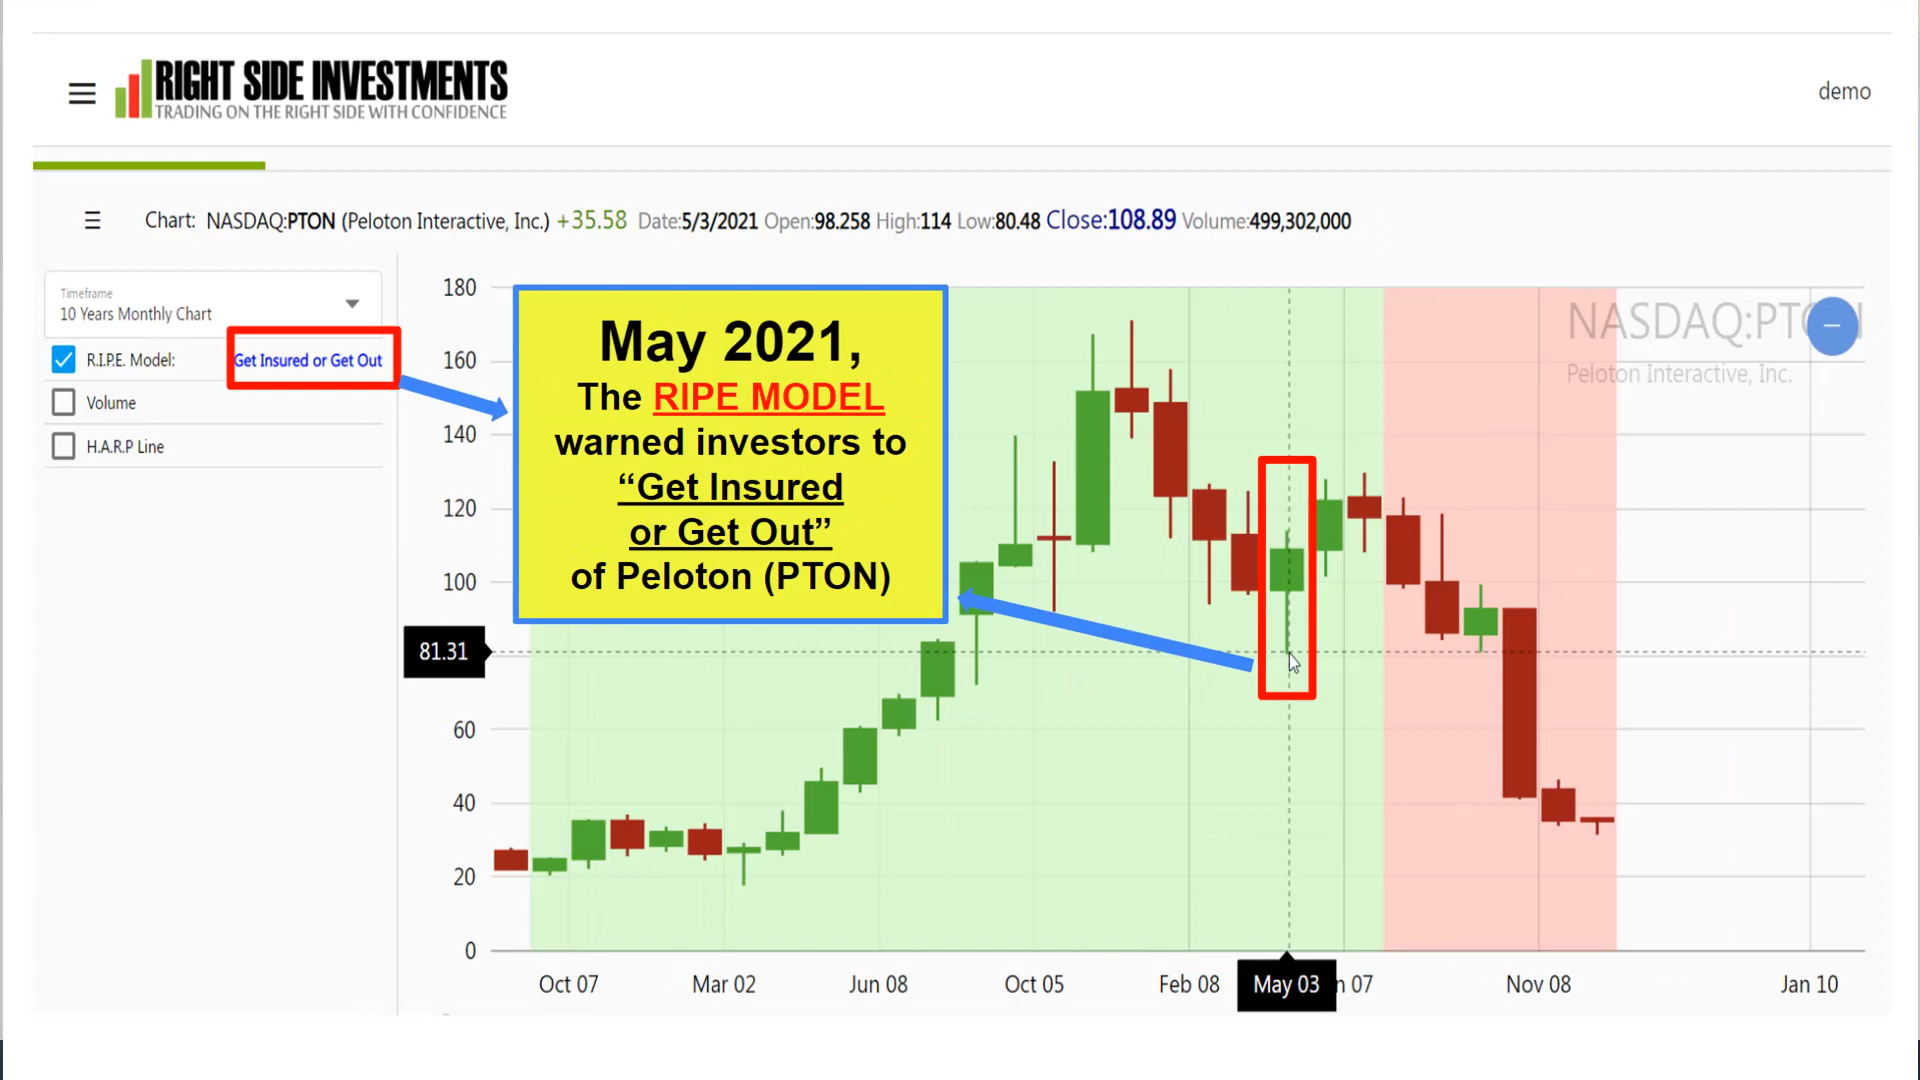 RIGHT SIDE INVESTMENTS
TRADING ON THE RIGHT SIDE WITH CONFIDENCE
demo
Chart: NASDAQ:PTON (Peloton Interactive, Inc.) +35.58 Date:5/3/2021 Open:98.258 High:114 Low:80.48 Close:108.89 Volume:499,302,000
Timeframe
10 Years Monthly Chart
R.I.P.E. Model: Get Insured or Get Out
Volume
H.A.R.P Line
May 2021,
The RIPE MODEL
warned investors to
“Get Insured
or Get Out”
of Peloton (PTON)
NASDAQ:PTON
Peloton Interactive, Inc.
180
160
140
120
100
81.31
60
40
20
0
Oct 07 Mar 02 Jun 08 Oct 05 Feb 08 May 03 n 07 Nov 08 Jan 10